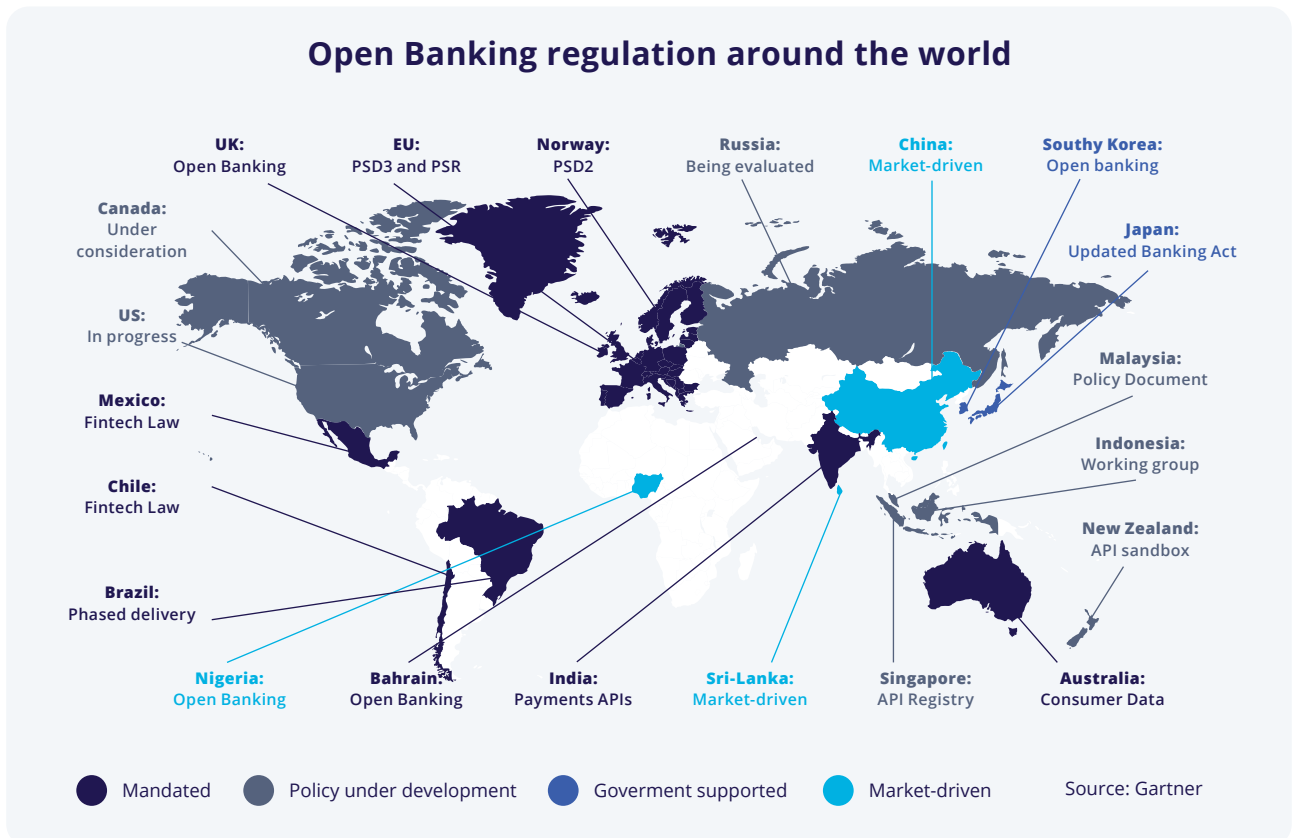 Open Banking regulation around the world
UK:
Open Banking
EU:
PSD3 and PSR
Norway:
PSD2
Russia:
Being evaluated
China:
Market-driven
Southy Korea:
Open banking
Canada:
Under
consideration
Japan:
Updated Banking Act
US:
In progress
Malaysia:
Policy Document
Mexico:
Fintech Law
Indonesia:
Working group
Chile:
Fintech Law
New Zealand:
API sandbox
Brazil:
Phased delivery
Nigeria:
Open Banking
Bahrain:
Open Banking
India:
Payments APIs
Sri-Lanka:
Market-driven
Singapore:
API Registry
Australia:
Consumer Data
Mandated
Policy under development
Goverment supported
Market-driven
Source: Gartner